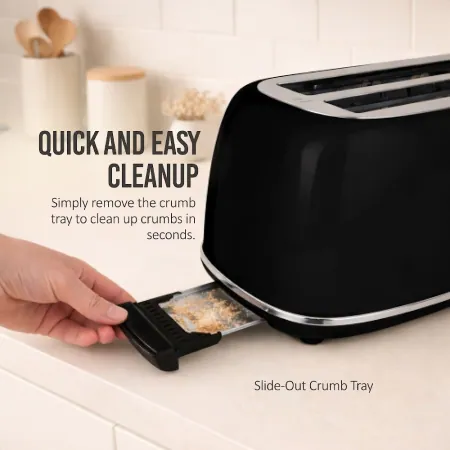 QUICK AND EASY
CLEANUP
Simply remove the crumb
tray to clean up crumbs in
seconds.
Slide-Out Crumb Tray